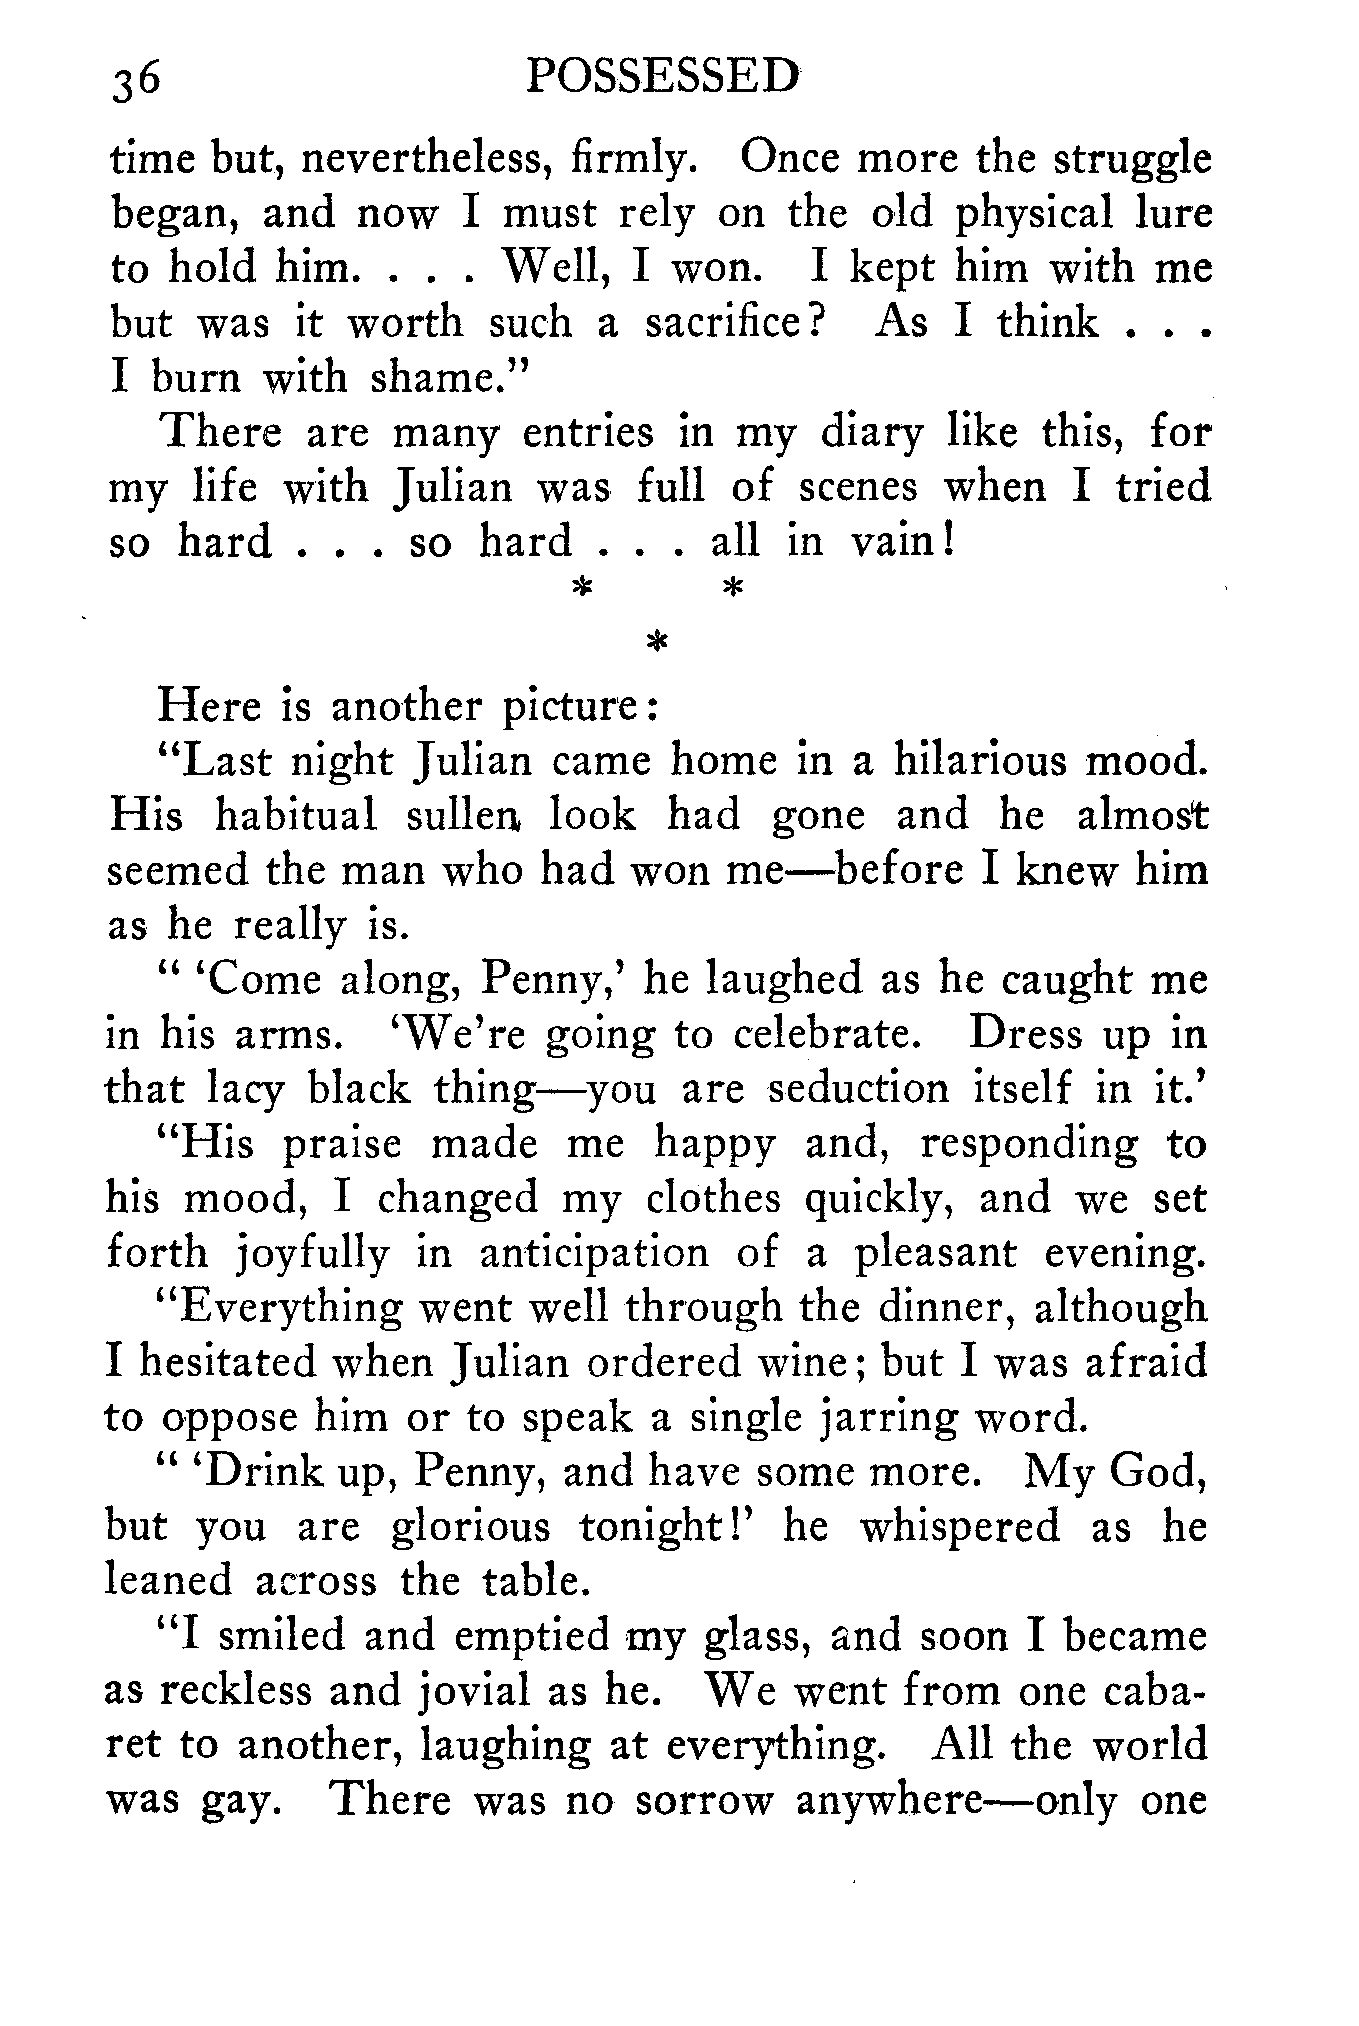 36 POSSESSED
time but, nevertheless, firmly. Once more the struggle
began, and now I must rely on the old physical lure
to hold him. . . . Well, I won. I kept him with me
but was it worth such a sacrifice? As I think . . .
I burn with shame.”
There are many entries in my diary like this, for
my life with Julian was full of scenes when I tried
so hard . . . so hard . . . all in vain!
* *
*
Here is another picture:
“Last night Julian came home in a hilarious mood.
His habitual sullen look had gone and he almost
seemed the man who had won me—before I knew him
as he really is.
“ ‘Come along, Penny,’ he laughed as he caught me
in his arms. ‘We’re going to celebrate. Dress up in
that lacy black thing—you are seduction itself in it.’
“His praise made me happy and, responding to
his mood, I changed my clothes quickly, and we set
forth joyfully in anticipation of a pleasant evening.
“Everything went well through the dinner, although
I hesitated when Julian ordered wine; but I was afraid
to oppose him or to speak a single jarring word.
“ ‘Drink up, Penny, and have some more. My God,
but you are glorious tonight!’ he whispered as he
leaned across the table.
“I smiled and emptied my glass, and soon I became
as reckless and jovial as he. We went from one caba-
ret to another, laughing at everything. All the world
was gay. There was no sorrow anywhere—only one